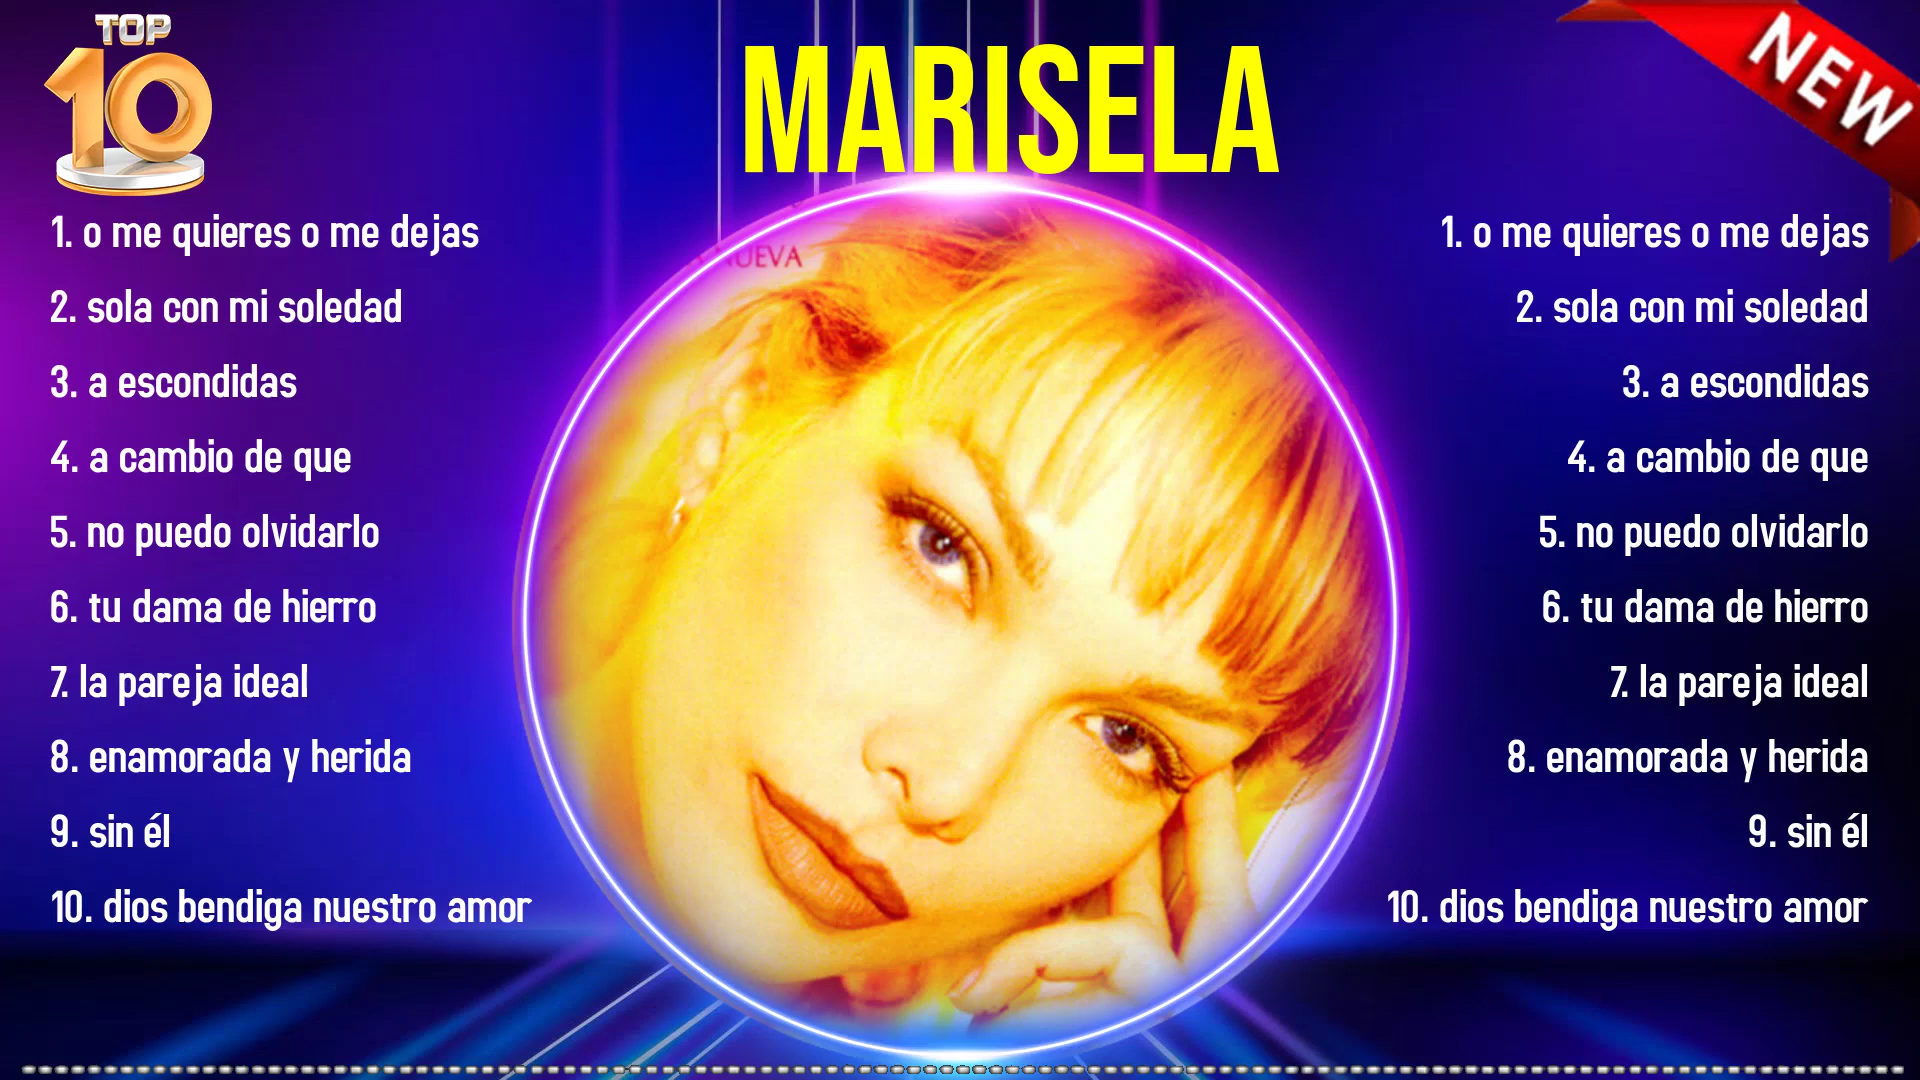 TOP
10
MARISELA
NEW
NUEVA
1. o me quieres o me dejas
2. sola con mi soledad
3. a escondidas
4. a cambio de que
5. no puedo olvidarlo
6. tu dama de hierro
7. la pareja ideal
8. enamorada y herida
9. sin él
10. dios bendiga nuestro amor
1. o me quieres o me dejas
2. sola con mi soledad
3. a escondidas
4. a cambio de que
5. no puedo olvidarlo
6. tu dama de hierro
7. la pareja ideal
8. enamorada y herida
9. sin él
10. dios bendiga nuestro amor